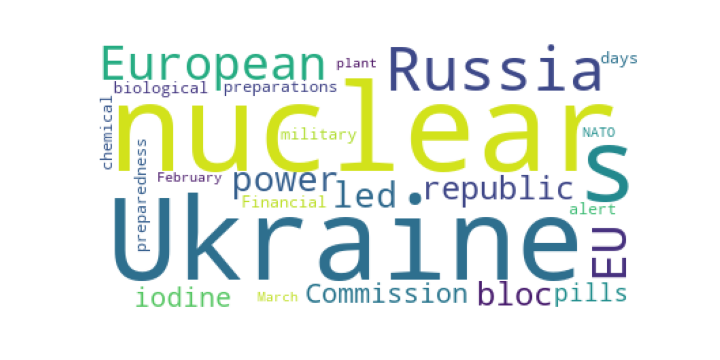 European
plant
Russia
days
biological
preparations
nuclear
chemical
military
NATO
s
preparedness
February
power
led
republic
Financial
alert
Ukraine
EU
iodine
March
Commission
bloc
pills